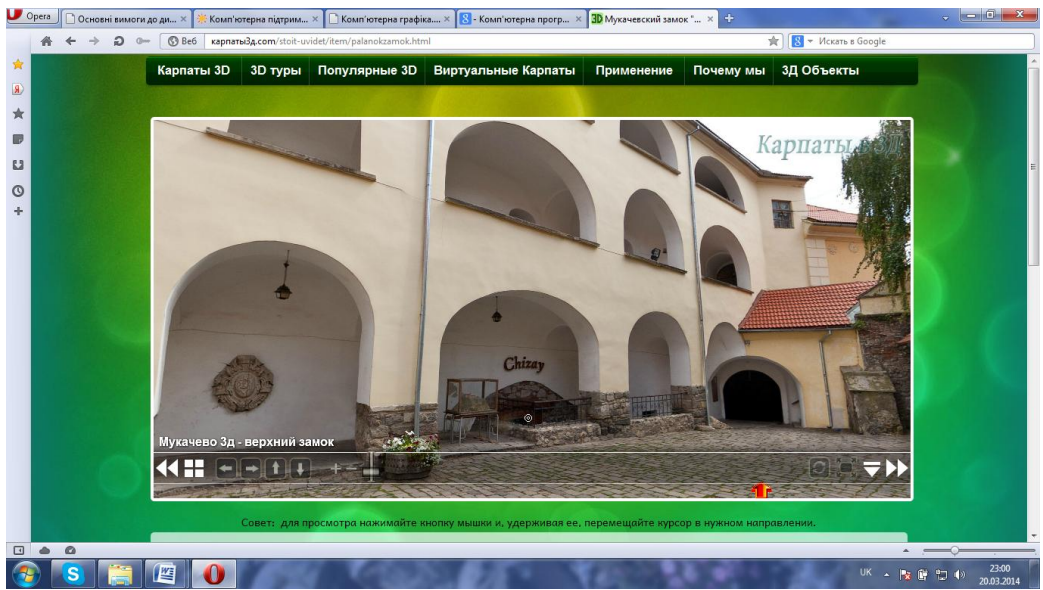 Opera
Основні вимоги до ди...
Комп'ютерна підтрим...
Комп'ютерна графіка....
- Комп'ютерна прогр...
3D Мукачевский замок "...
Веб карпаты3д.com/stoit-uvidet/item/palanokzamok.html
Искать в Google
Карпаты 3D
3D туры
Популярные 3D
Виртуальные Карпаты
Применение
Почему мы
3Д Объекты
Карпаты в3D
Chizay
Мукачево 3д - верхний замок
Совет: для просмотра нажимайте кнопку мышки и, удерживая ее, перемещайте курсор в нужном направлении.
UK
23:00
20.03.2014